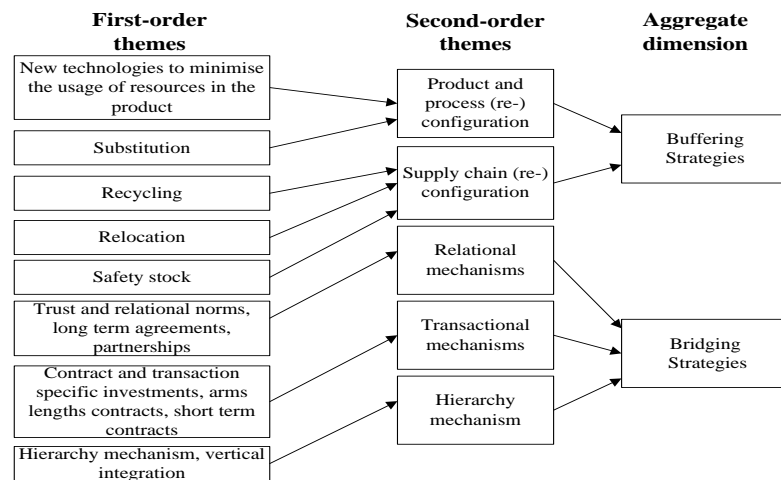 First-order
themes
Second-order
themes
Aggregate
dimension
New technologies to minimise
the usage of resources in the
product
Substitution
Recycling
Relocation
Safety stock
Trust and relational norms,
long term agreements,
partnerships
Contract and transaction
specific investments, arms
lengths contracts, short term
contracts
Hierarchy mechanism, vertical
integration
Product and
process (re-)
configuration
Supply chain (re-)
configuration
Relational
mechanisms
Transactional
mechanisms
Hierarchy
mechanism
Buffering
Strategies
Bridging
Strategies